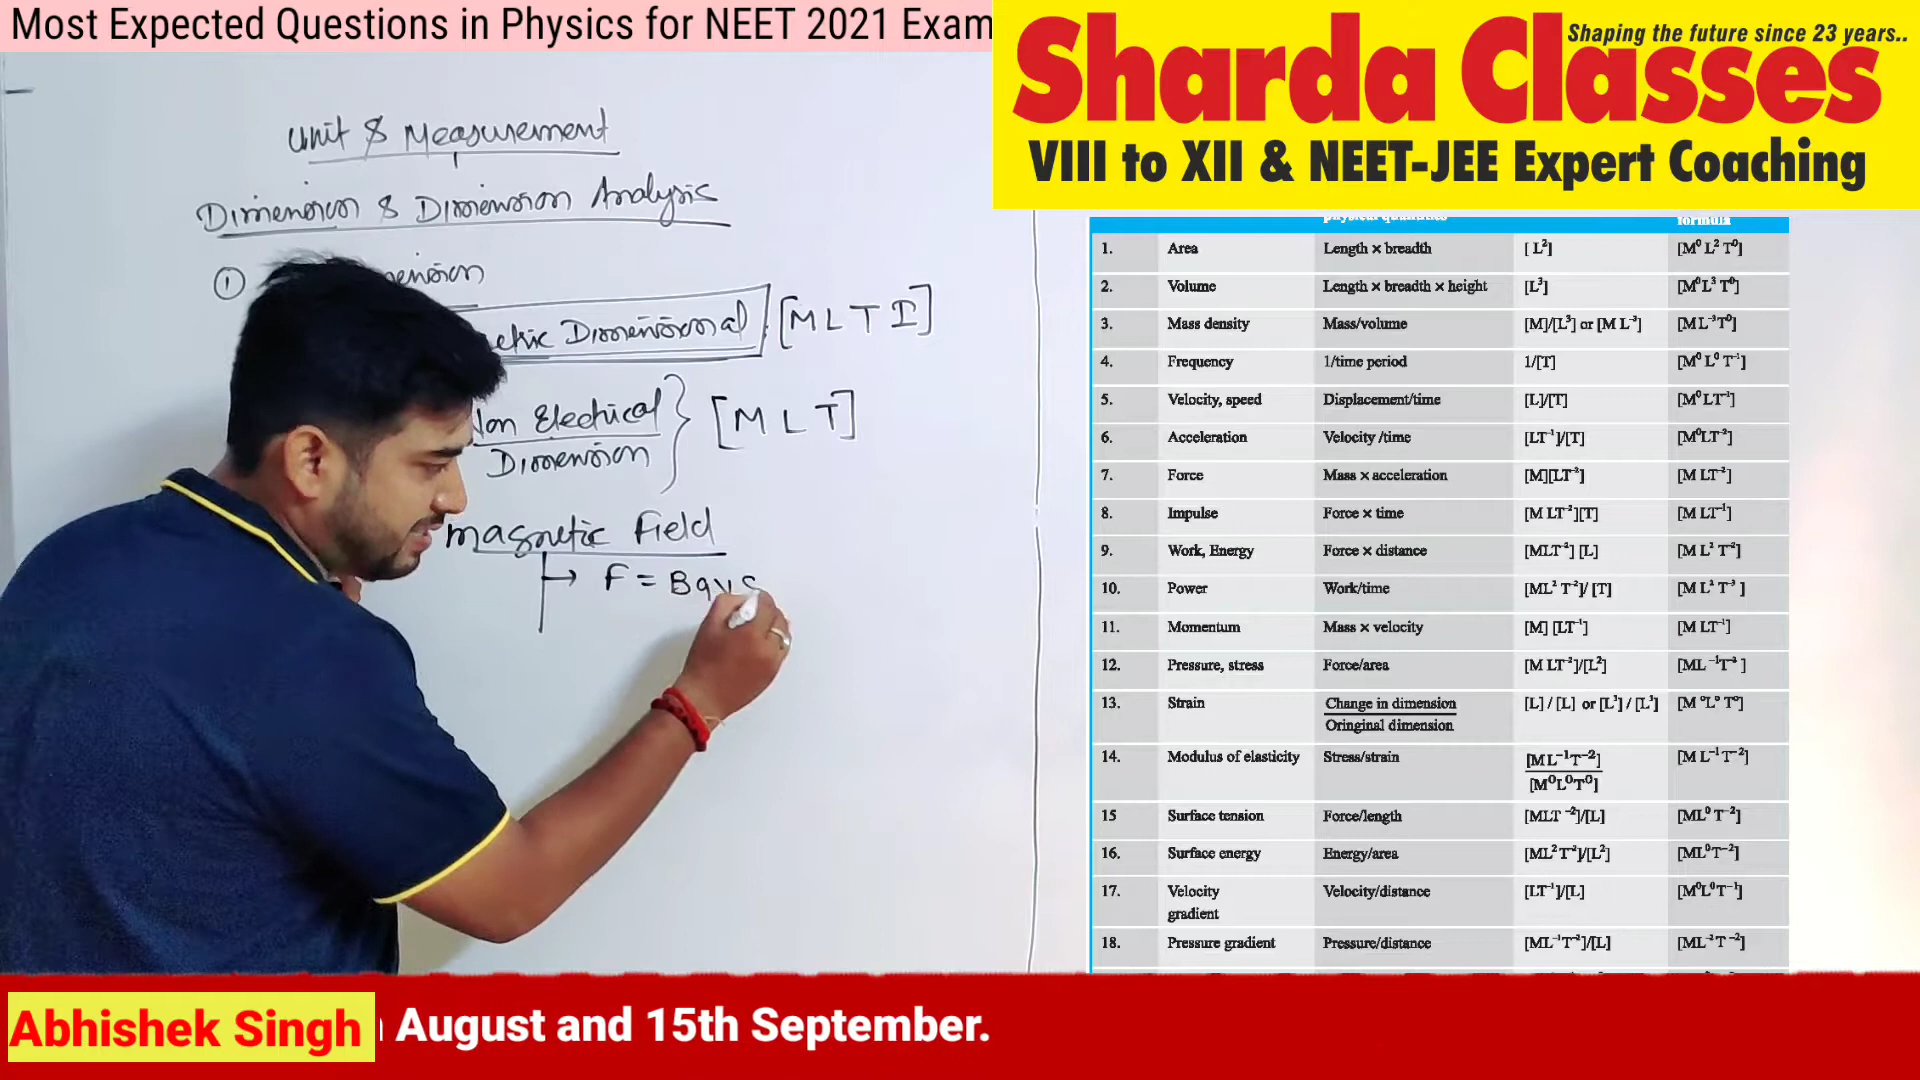 Most Expected Questions in Physics for NEET 2021 Exam
Shaping the future since 23 years..
Sharda Classes
VIII to XII & NEET-JEE Expert Coaching
Unit & Measurement
Dimension & Dimension Analysis
①
Dimensional [M L T I]
Non Electrical
Dimension } [M L T]
magnetic field
→ F = Bqv
physical quantities formula
1. Area Length × breadth [ L²] [M⁰ L² T⁰]
2. Volume Length × breadth × height [L³] [M⁰L³ T⁰]
3. Mass density Mass/volume [M]/[L³] or [M L⁻³] [M L⁻³T⁰]
4. Frequency 1/time period 1/[T] [M⁰ L⁰ T⁻¹]
5. Velocity, speed Displacement/time [L]/[T] [M⁰ LT⁻¹]
6. Acceleration Velocity /time [LT⁻¹]/[T] [M⁰LT⁻²]
7. Force Mass × acceleration [M][LT⁻²] [M LT⁻²]
8. Impulse Force × time [M LT⁻²][T] [M LT⁻¹]
9. Work, Energy Force × distance [MLT⁻²] [L] [M L² T⁻²]
10. Power Work/time [ML² T⁻²]/ [T] [M L² T⁻³ ]
11. Momentum Mass × velocity [M] [LT⁻¹] [M LT⁻¹]
12. Pressure, stress Force/area [M LT⁻²]/[L²] [ML ⁻¹T⁻² ]
13. Strain Change in dimension [L] / [L] or [L³] / [L³] [M ⁰L⁰ T⁰]
Oringinal dimension
14. Modulus of elasticity Stress/strain [M L⁻¹T⁻²] [M L⁻¹T⁻²]
[M⁰L⁰T⁰]
15 Surface tension Force/length [MLT ⁻²]/[L] [ML⁰ T⁻²]
16. Surface energy Energy/area [ML² T⁻²]/[L²] [ML⁰T⁻²]
17. Velocity Velocity/distance [LT⁻¹]/[L] [M⁰L⁰T⁻¹]
gradient
18. Pressure gradient Pressure/distance [ML⁻¹T⁻²]/[L] [ML⁻²T⁻²]
Abhishek Singh August and 15th September.